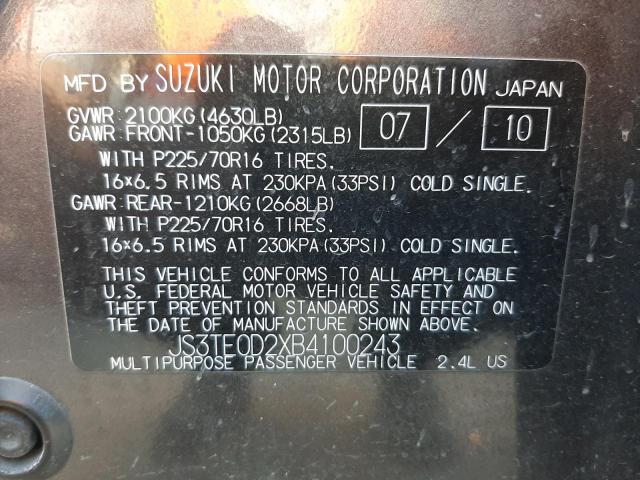 MFD BY SUZUKI MOTOR CORPORATION JAPAN
GVWR:2100KG(4630LB)
GAWR:FRONT-1050KG(2315LB) 07 / 10
WITH P225/70R16 TIRES.
16×6.5 RIMS AT 230KPA(33PSI) COLD SINGLE.
GAWR:REAR-1210KG(2668LB)
WITH P225/70R16 TIRES.
16×6.5 RIMS AT 230KPA(33PSI) COLD SINGLE.
THIS VEHICLE CONFORMS TO ALL APPLICABLE
U.S. FEDERAL MOTOR VEHICLE SAFETY AND
THEFT PREVENTION STANDARDS IN EFFECT ON
THE DATE OF MANUFACTURE SHOWN ABOVE.
JS3TE0D2XB4100243
MULTIPURPOSE PASSENGER VEHICLE 2.4L US